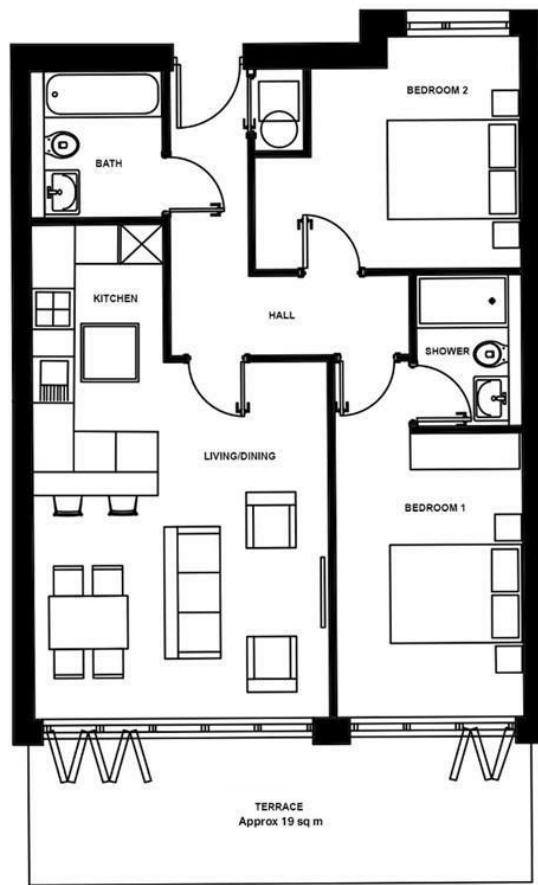 BEDROOM 2
BATH
KITCHEN
HALL
SHOWER
LIVING/DINING
BEDROOM 1
TERRACE
Approx 19 sq m